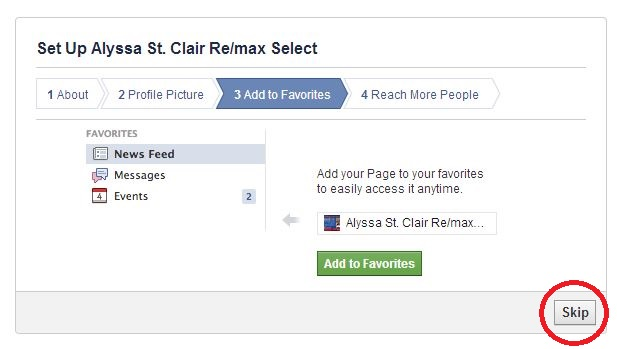 Set Up Alyssa St. Clair Re/max Select
1 About 2 Profile Picture 3 Add to Favorites 4 Reach More People
FAVORITES
News Feed
Messages
4 Events 2
Add your Page to your favorites
to easily access it anytime.
Alyssa St. Clair Re/max...
Add to Favorites
Skip